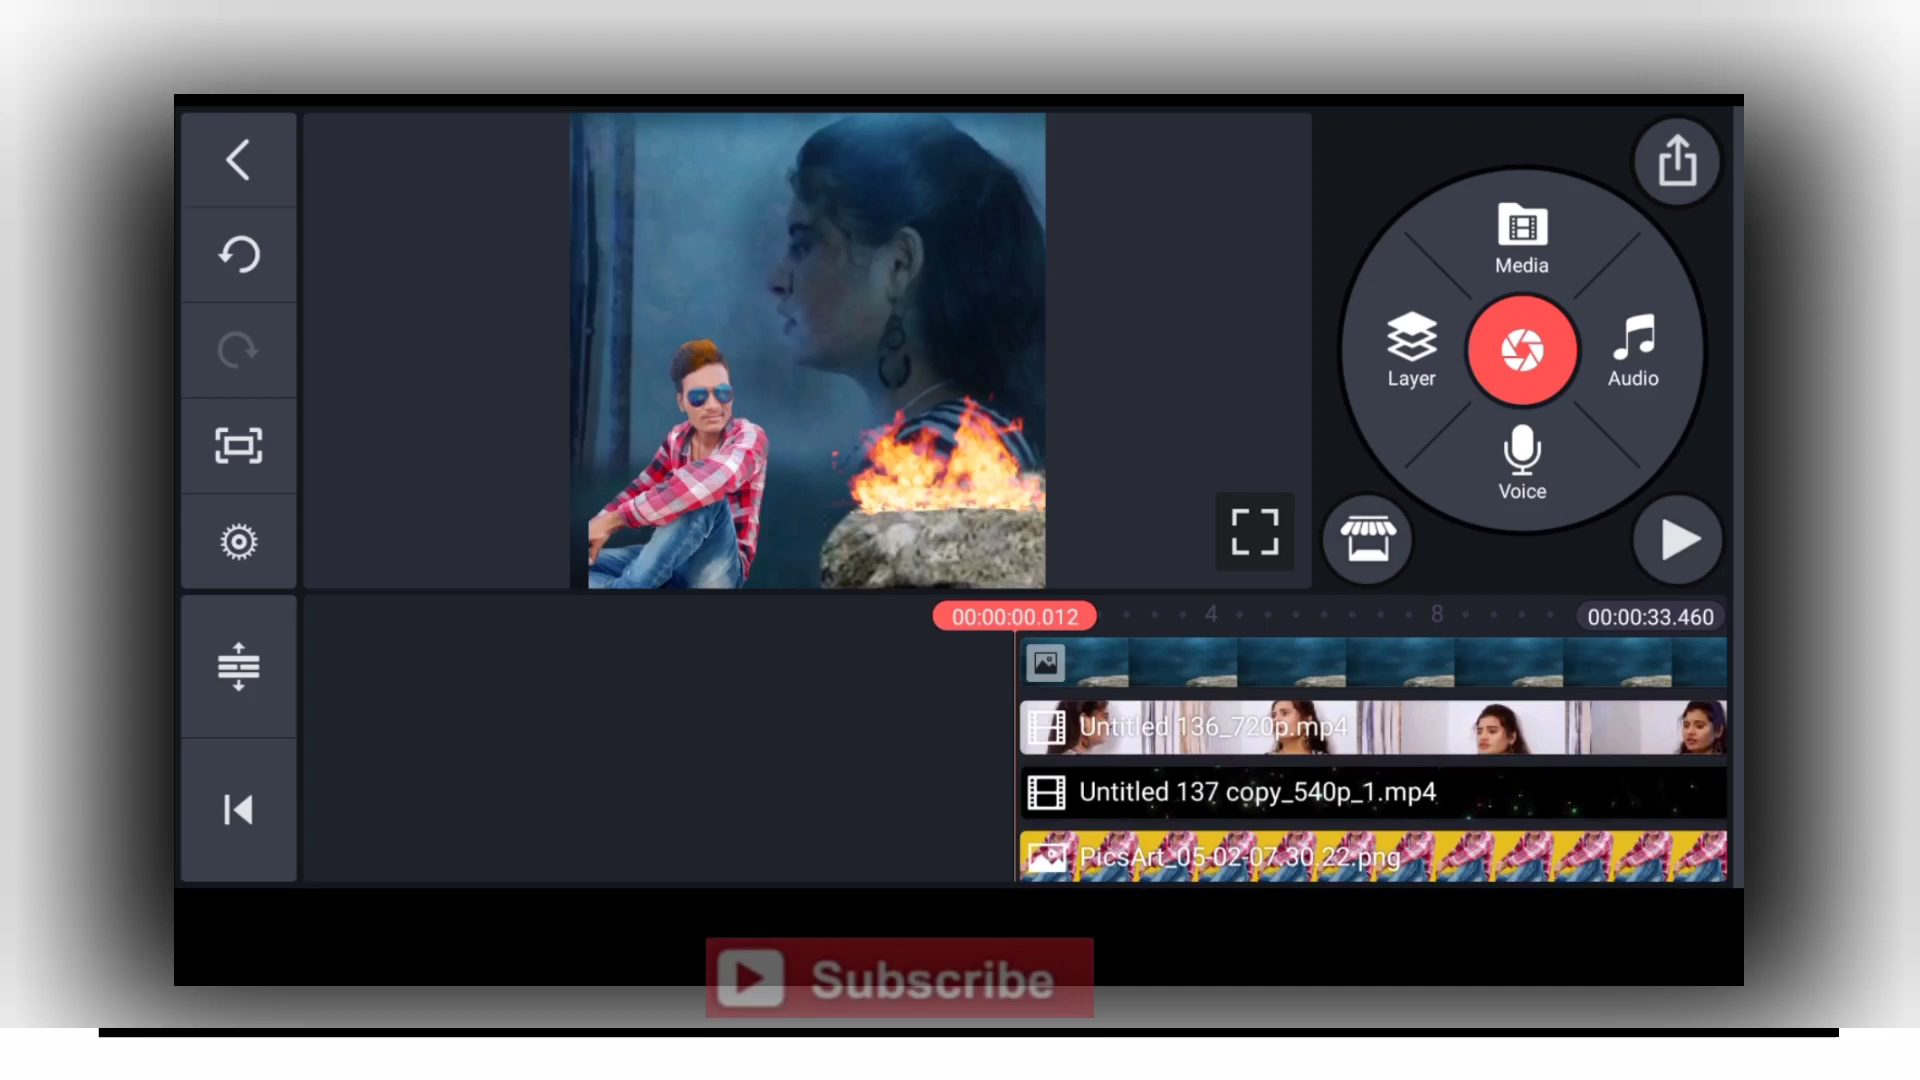 Media
Layer
Audio
Voice
00:00:00.012
4
8
00:00:33.460
Untitled 136_720p.mp4
Untitled 137 copy_540p_1.mp4
PicsArt_05-02-07.30.22.png
Subscribe